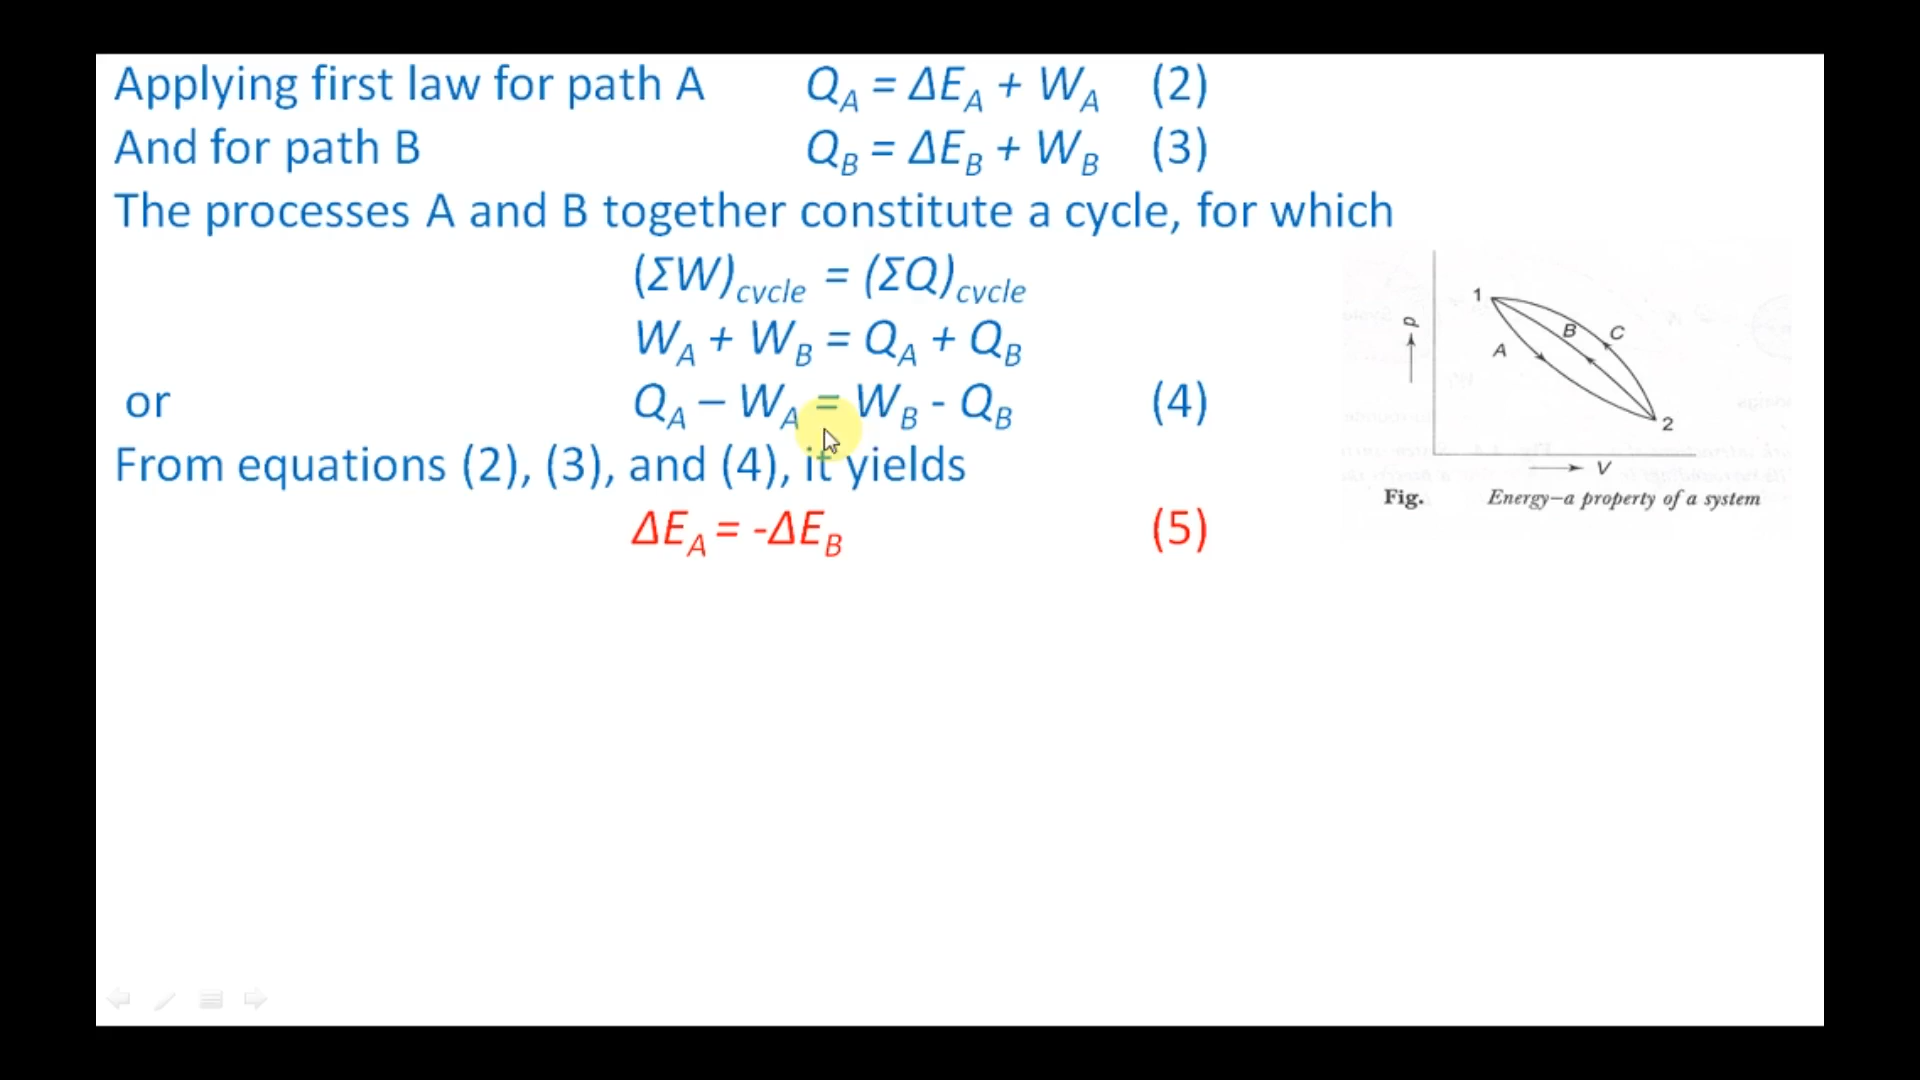 Applying first law for path A Q_A = ΔE_A + W_A (2)
And for path B Q_B = ΔE_B + W_B (3)
The processes A and B together constitute a cycle, for which
(ΣW)_cycle = (ΣQ)_cycle
W_A + W_B = Q_A + Q_B
or Q_A – W_A = W_B - Q_B (4)
From equations (2), (3), and (4), it yields
ΔE_A = -ΔE_B (5)
1
B C
p
A
2
V
Fig. Energy—a property of a system